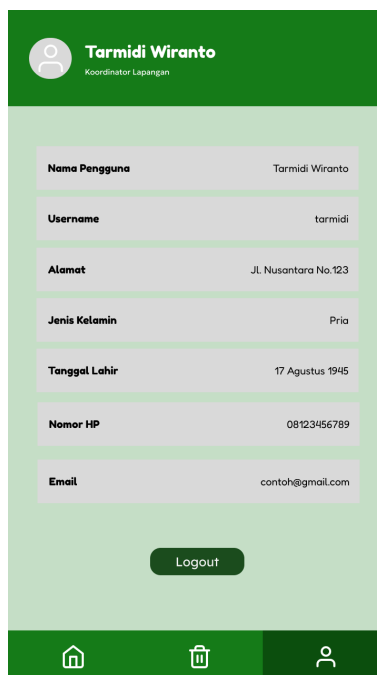 Tarmidi Wiranto
Koordinator Lapangan
Nama Pengguna Tarmidi Wiranto
Username tarmidi
Alamat Jl. Nusantara No.123
Jenis Kelamin Pria
Tanggal Lahir 17 Agustus 1945
Nomor HP 08123456789
Email contoh@gmail.com
Logout